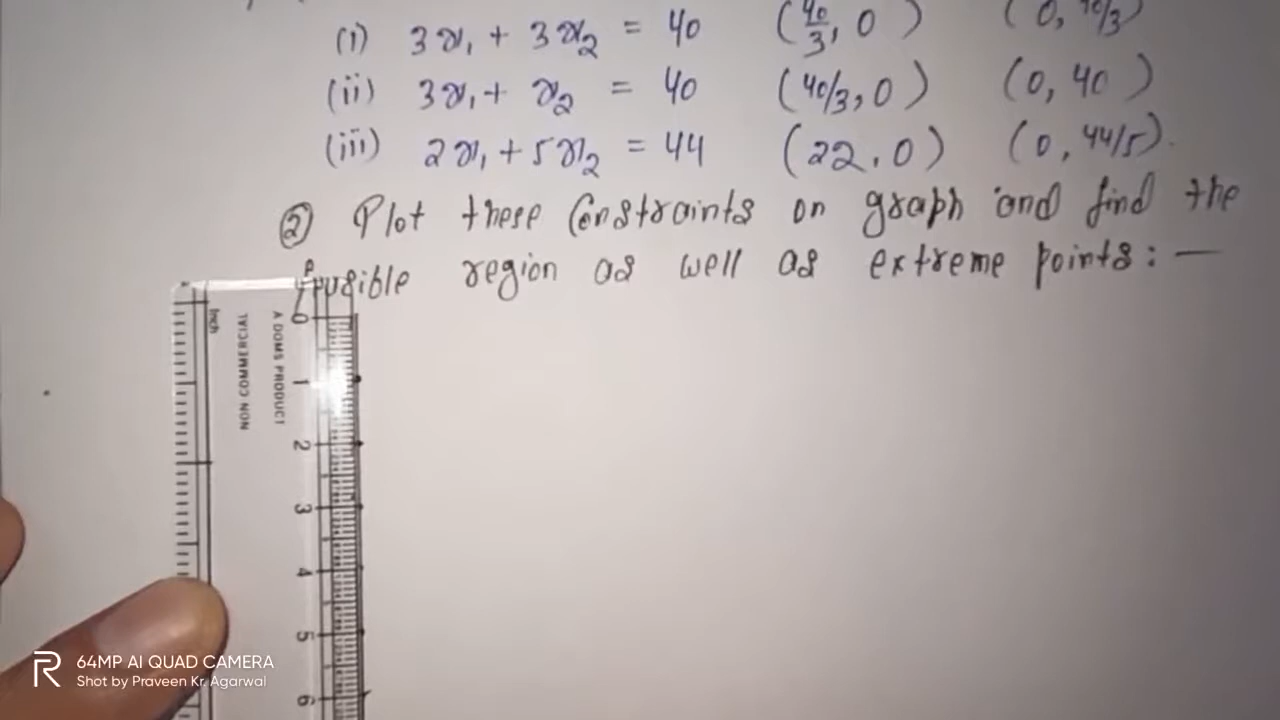 (i) 3x₁ + 3x₂ = 40 (40/3, 0) (0, 40/3)
(ii) 3x₁ + x₂ = 40 (40/3, 0) (0, 40)
(iii) 2x₁ + 5x₂ = 44 (22, 0) (0, 44/5).
② Plot these Constraints on graph and find the
region as well as extreme points: —
Inch
NON COMMERCIAL
A DOMS PRODUCT
0
1
2
3
4
5
6
64MP AI QUAD CAMERA
Shot by Praveen Kr. Agarwal